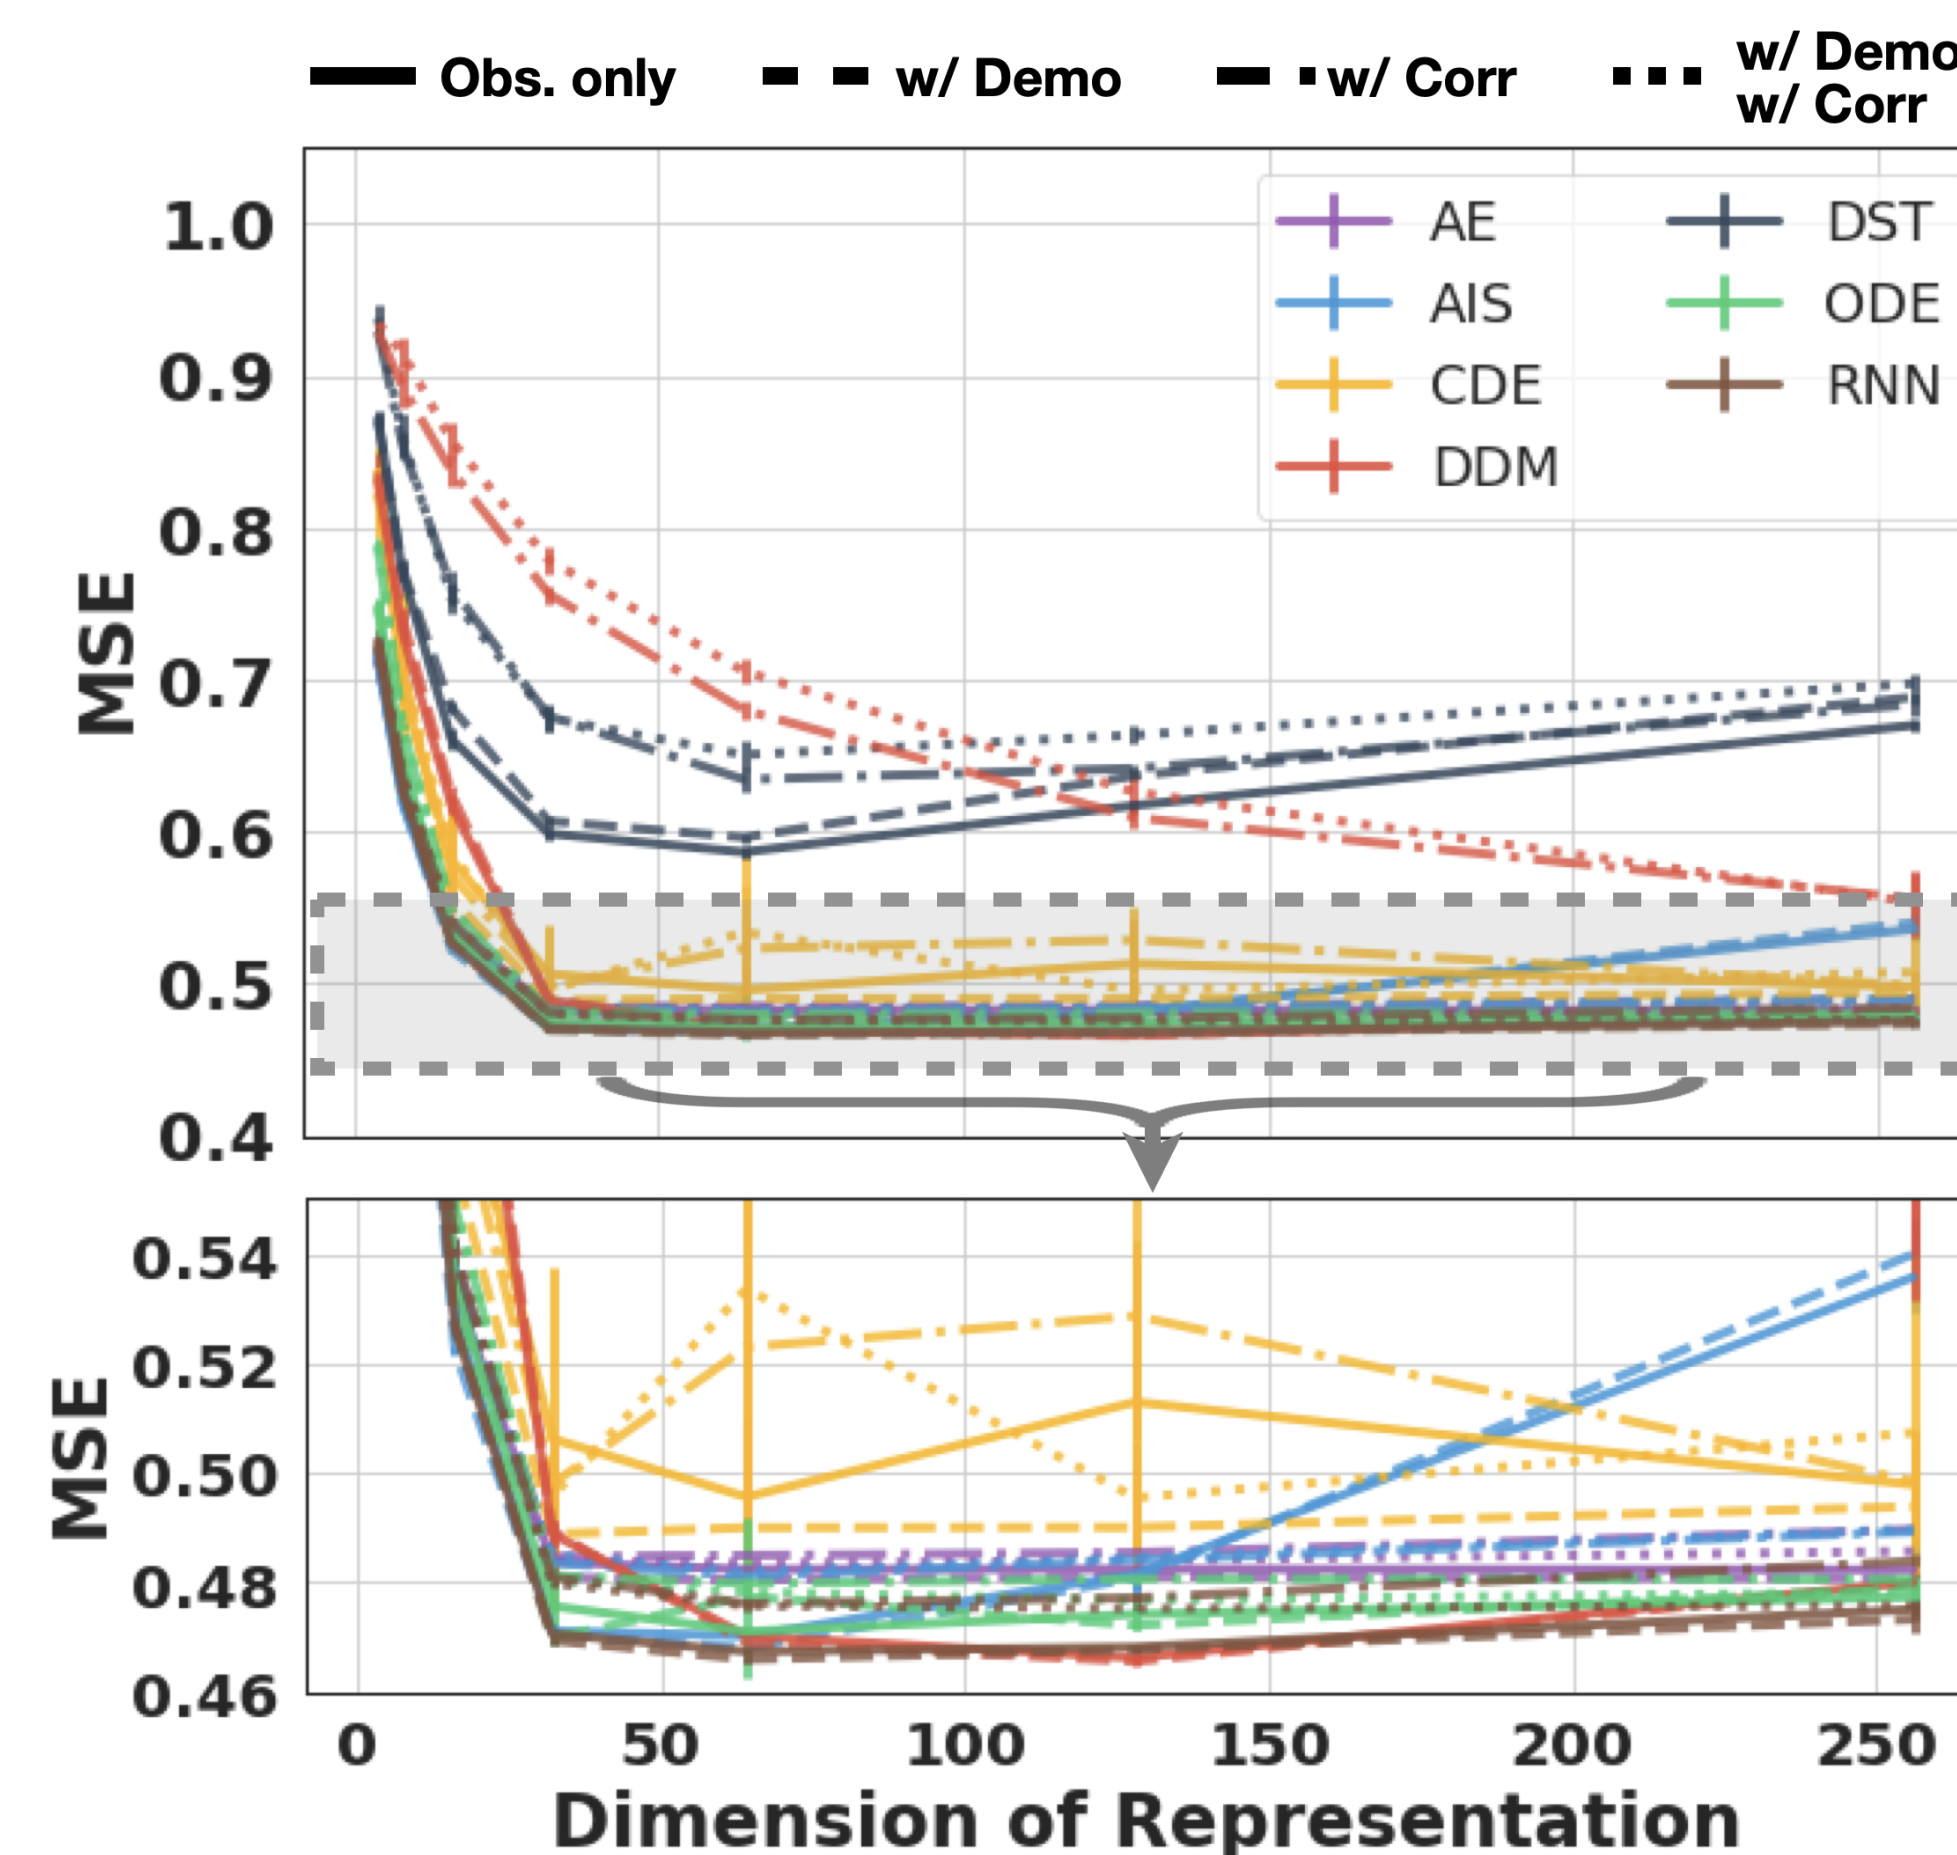 Obs. only w/ Demo w/ Corr w/ Demo
w/ Corr
AE DST
AIS ODE
CDE RNN
DDM
MSE
1.0
0.9
0.8
0.7
0.6
0.5
0.4
MSE
0.54
0.52
0.50
0.48
0.46
0 50 100 150 200 250
Dimension of Representation